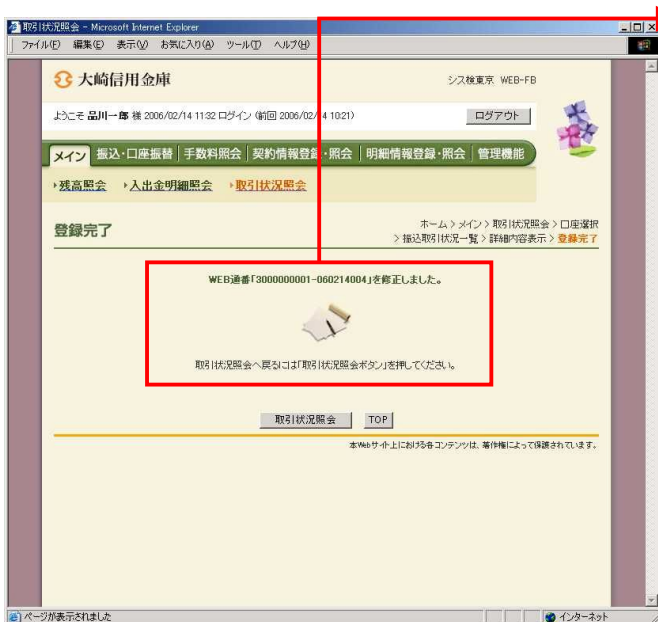 取引状況照会 - Microsoft Internet Explorer
ファイル(F) 編集(E) 表示(V) お気に入り(A) ツール(T) ヘルプ(H)
大崎信用金庫
シス検東京 WEB-FB
ようこそ 品川一郎 様 2006/02/14 11:32 ログイン (前回 2006/02/14 10:21)
ログアウト
メイン 振込・口座振替 手数料照会 契約情報登録・照会 明細情報登録・照会 管理機能
残高照会 入出金明細照会 取引状況照会
登録完了
ホーム > メイン > 取引状況照会 > 口座選択
> 振込取引状況一覧 > 詳細内容表示 > 登録完了
WEB通番「3000000001-060214004」を修正しました。
取引状況照会へ戻るには「取引状況照会ボタン」を押してください。
取引状況照会 TOP
本Webサイト上における各コンテンツは、著作権によって保護されています。
ページが表示されました
インターネット